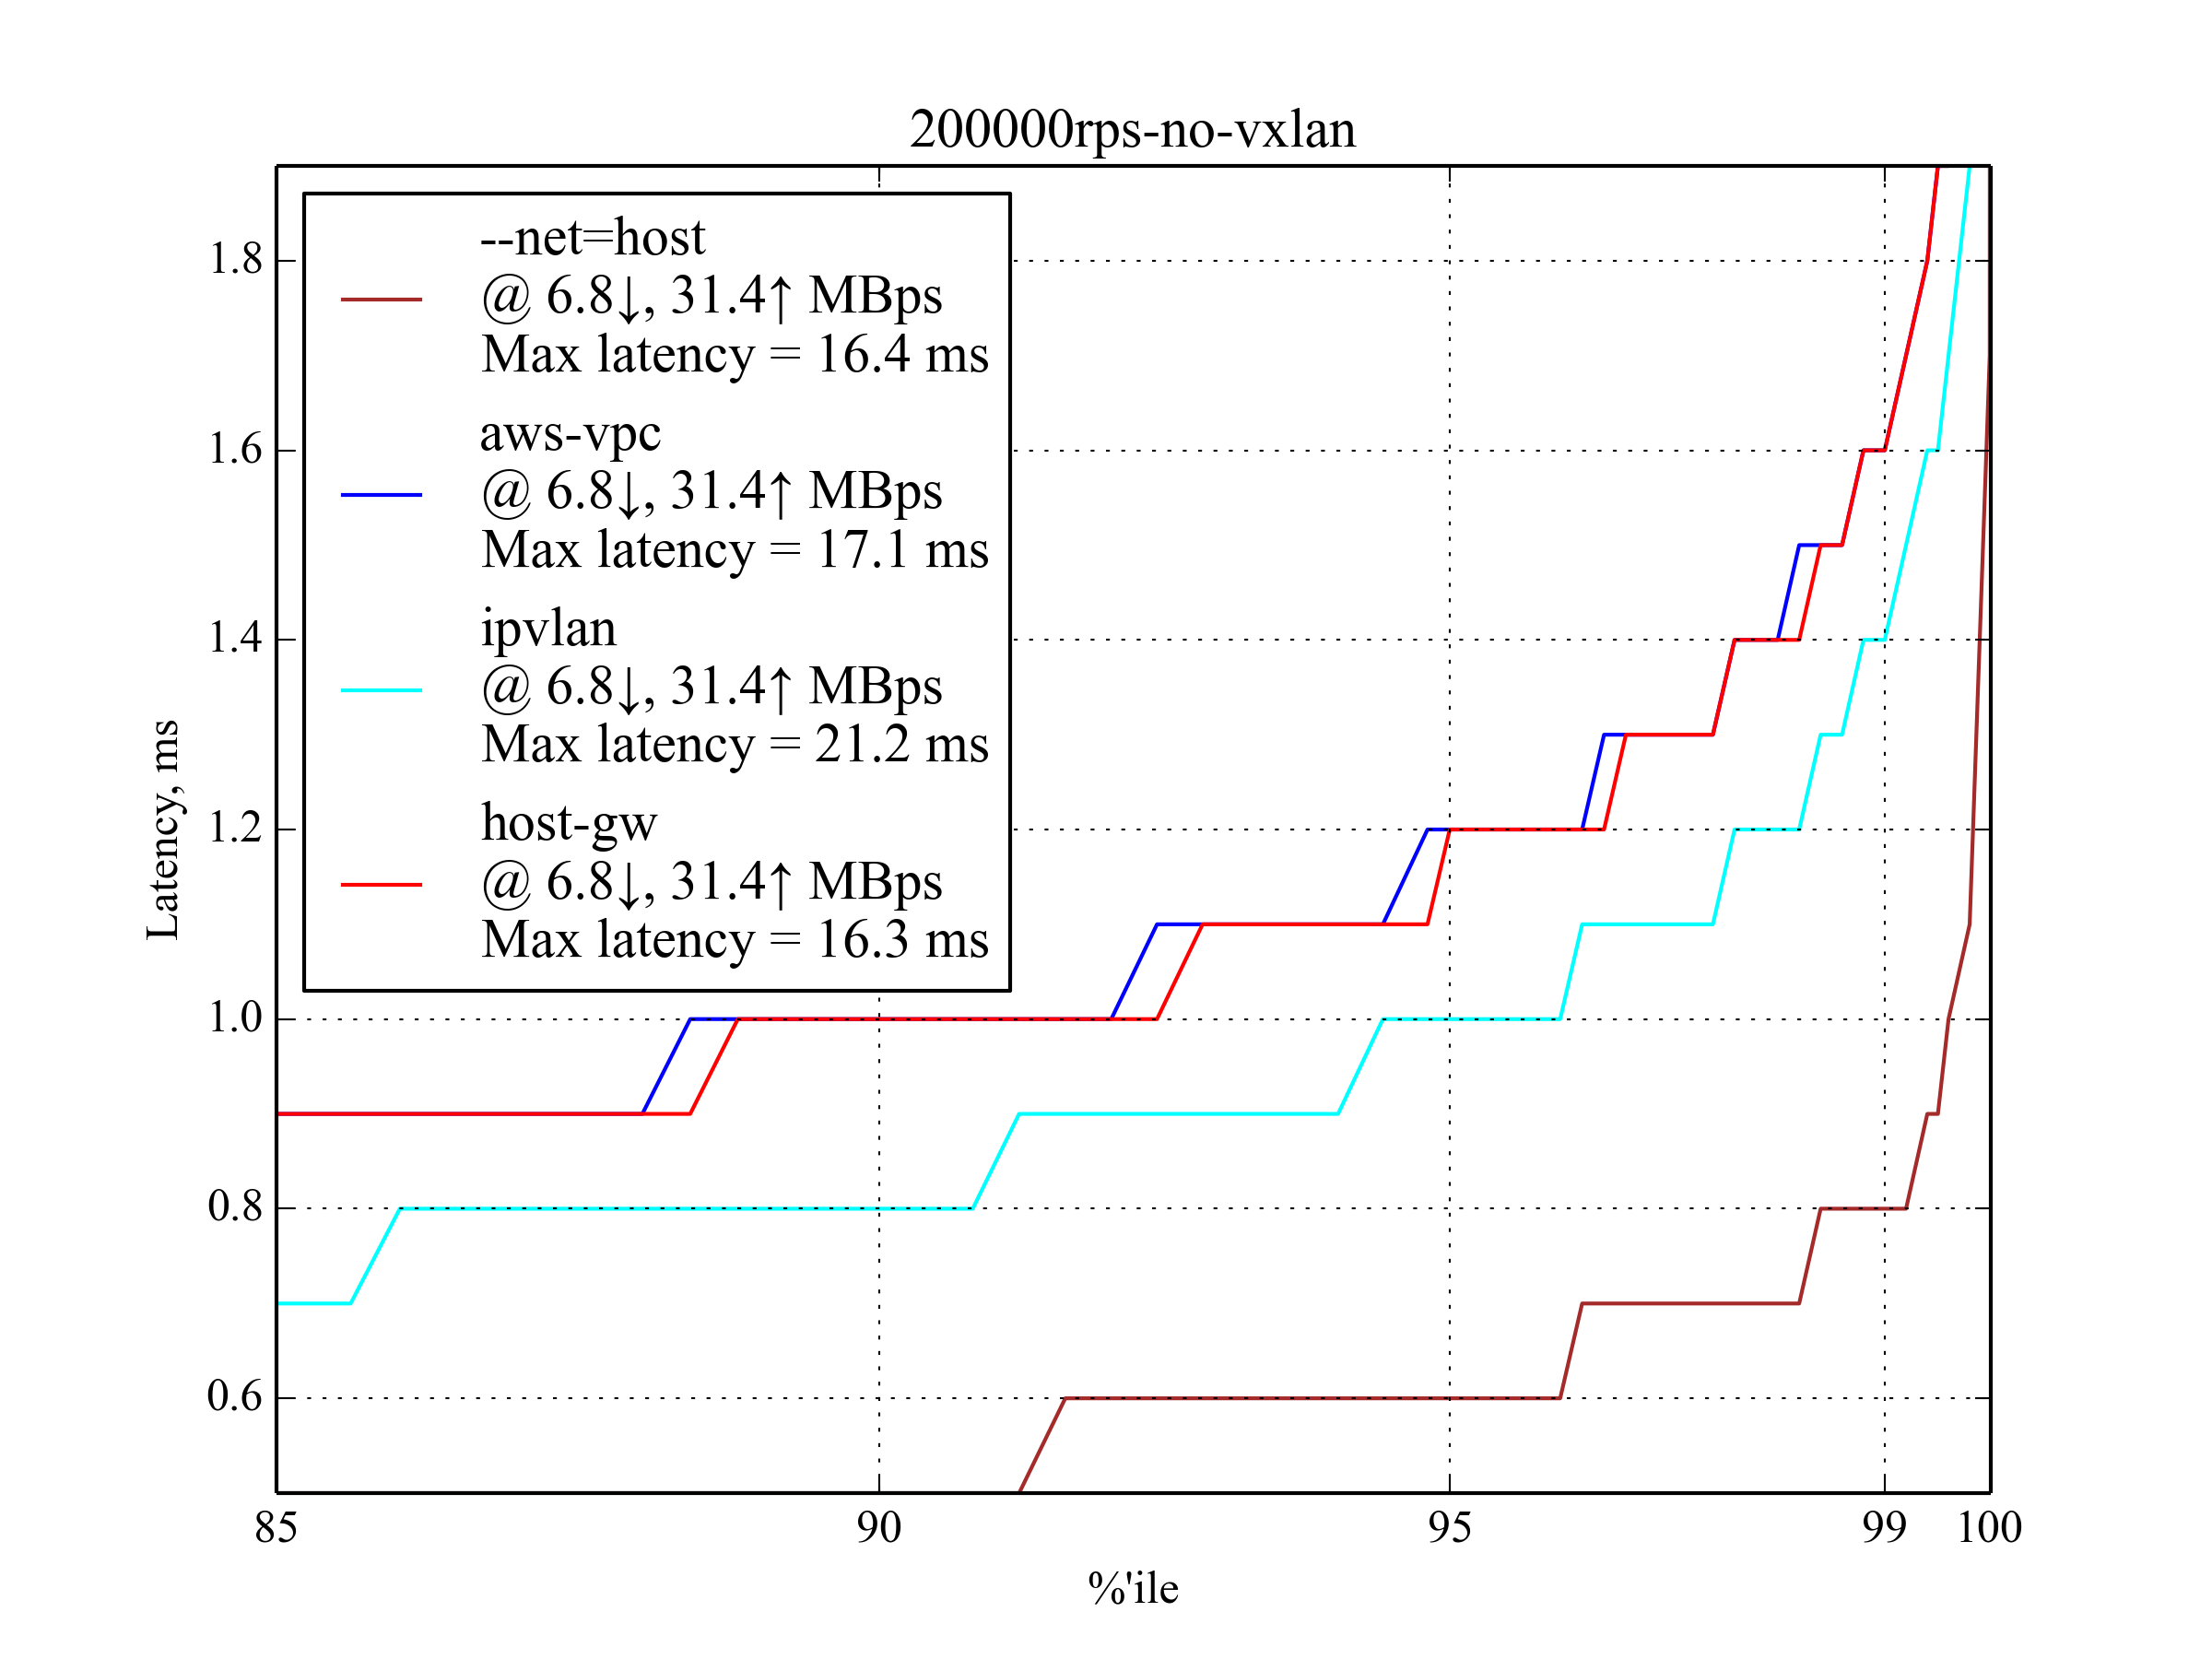 200000rps-no-vxlan
--net=host
@ 6.8↓, 31.4↑ MBps
Max latency = 16.4 ms
aws-vpc
@ 6.8↓, 31.4↑ MBps
Max latency = 17.1 ms
ipvlan
@ 6.8↓, 31.4↑ MBps
Max latency = 21.2 ms
host-gw
@ 6.8↓, 31.4↑ MBps
Max latency = 16.3 ms
Latency, ms
1.8
1.6
1.4
1.2
1.0
0.8
0.6
85 90 95 99 100
%'ile